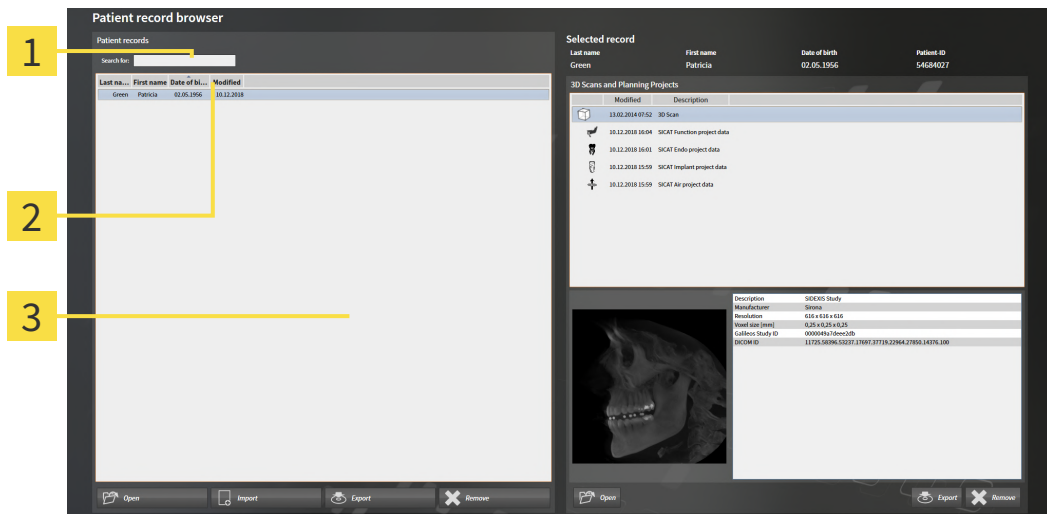 Patient record browser
1
Patient records
Search for:
Last na... First name Date of bi... Modified
Green Patricia 02.05.1956 10.12.2018
2
3
Open Import Export Remove
Selected record
Last name First name Date of birth Patient-ID
Green Patricia 02.05.1956 54684027
3D Scans and Planning Projects
Modified Description
13.02.2014 07:52 3D Scan
10.12.2018 16:04 SICAT Function project data
10.12.2018 16:01 SICAT Endo project data
10.12.2018 15:59 SICAT Implant project data
10.12.2018 15:59 SICAT Air project data
Description SIDEXIS Study
Manufacturer Sirona
Resolution 616 x 616 x 616
Voxel size [mm] 0,25 x 0,25 x 0,25
Galileos Study ID 0000049a7deee2db
DICOM ID 11725.58396.53237.17697.37719.22964.27850.14376.100
Open Export Remove